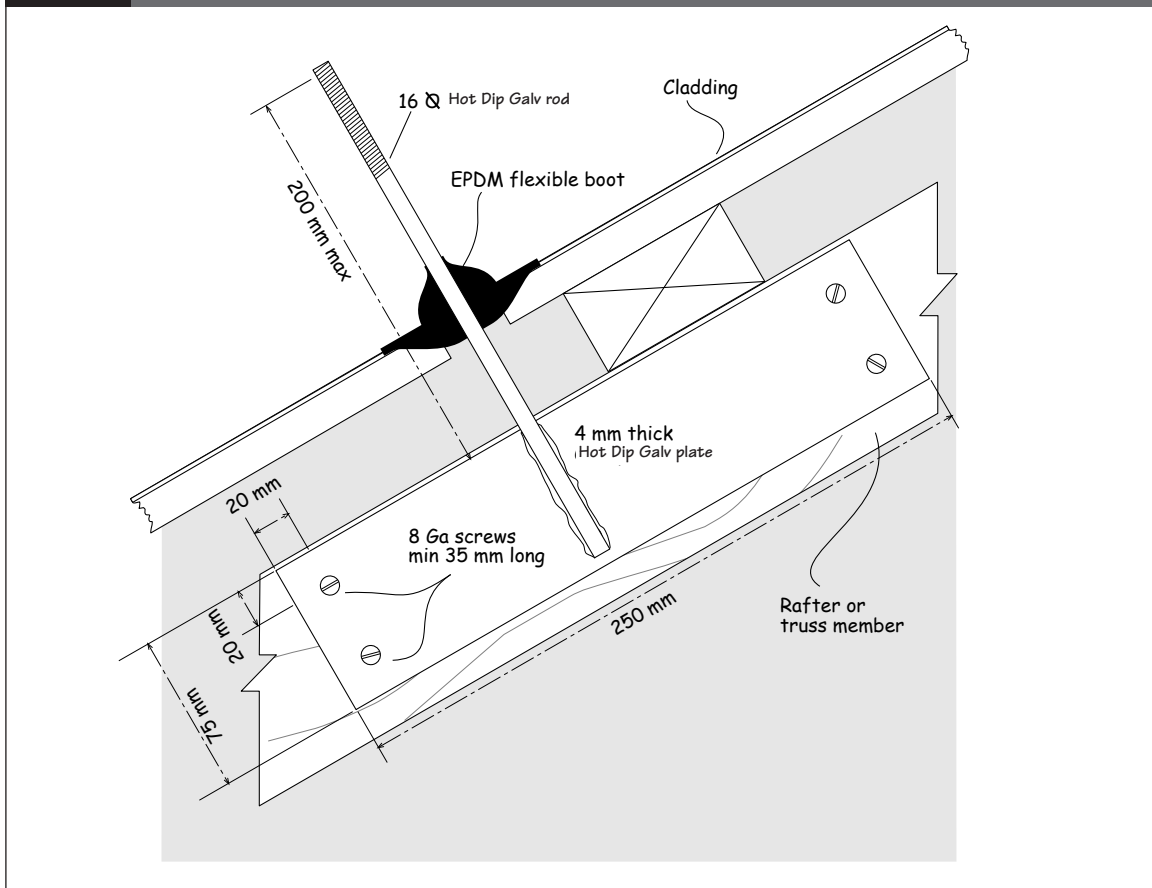 16 Ø Hot Dip Galv rod
Cladding
EPDM flexible boot
200 mm max
4 mm thick
Hot Dip Galv plate
20 mm
8 Ga screws
min 35 mm long
20 mm
250 mm
Rafter or
truss member
75 mm